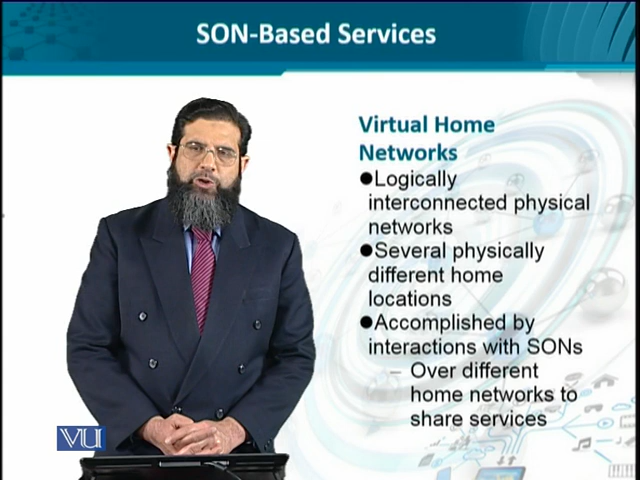 SON-Based Services
Virtual Home
Networks
●Logically
interconnected physical
networks
●Several physically
different home
locations
●Accomplished by
interactions with SONs
– Over different
home networks to
share services
VU